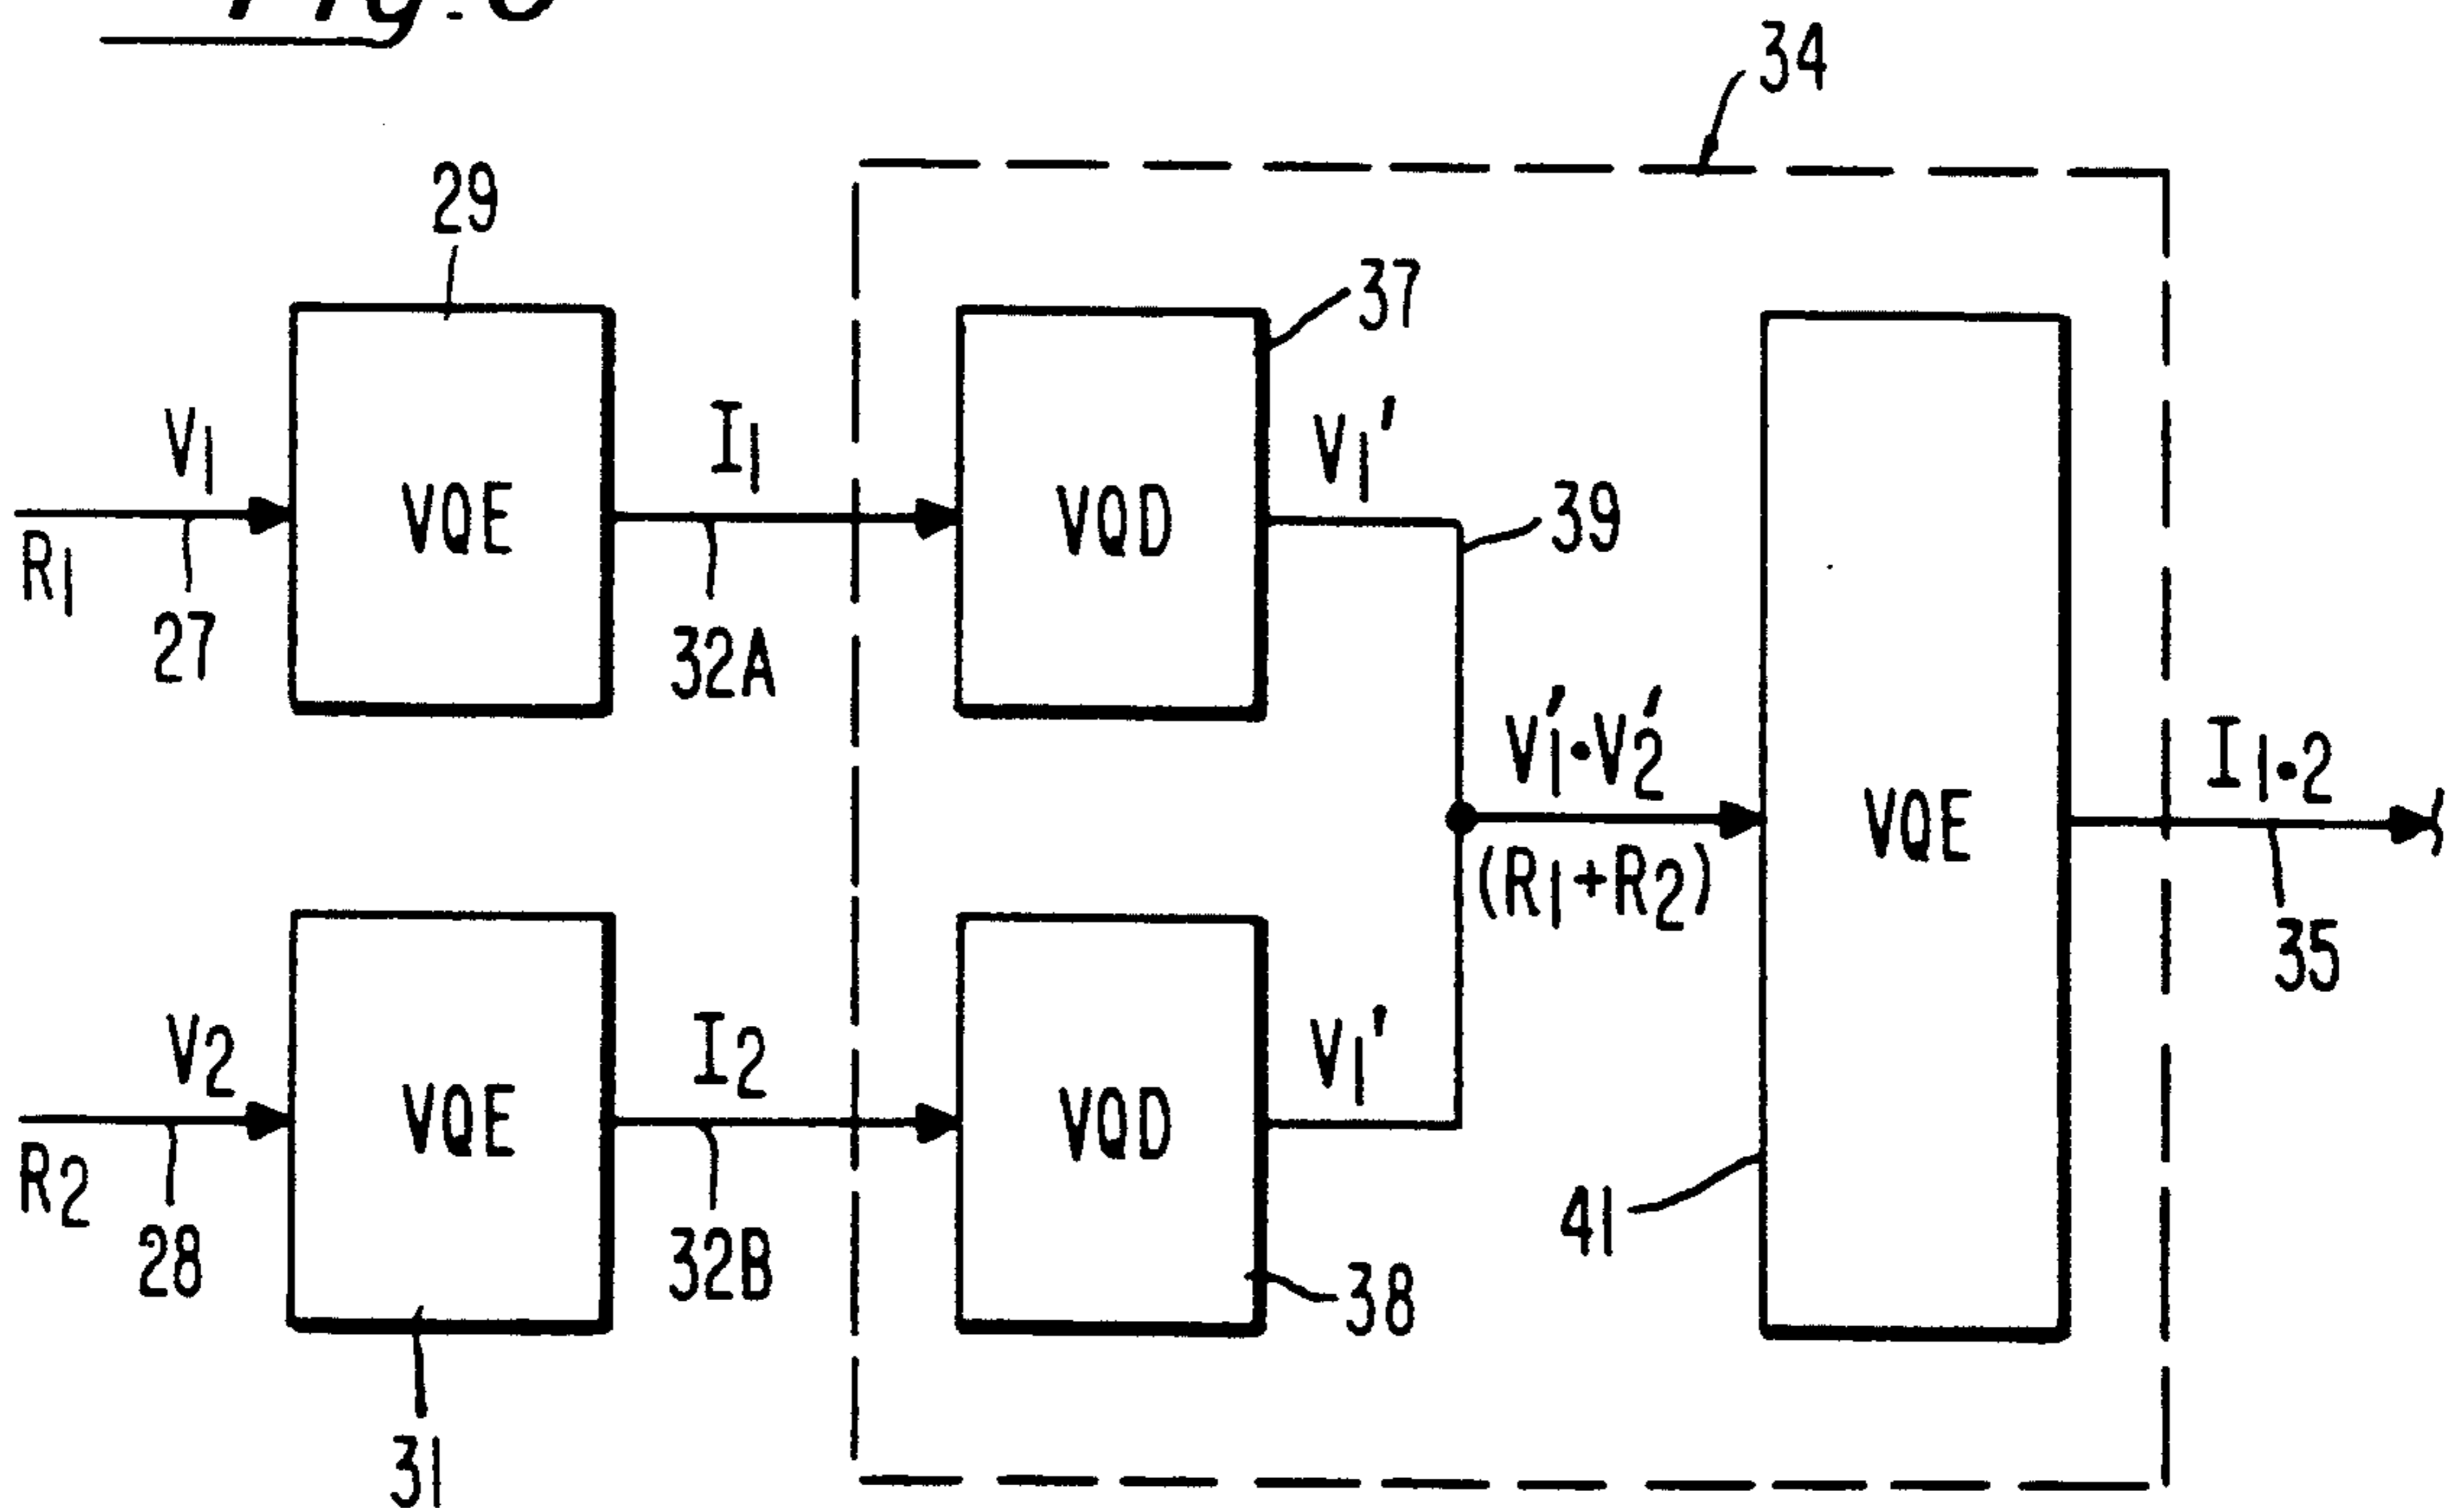 34
29
37
V1
I1
V1'
39
VQE
VQD
R1
27
32A
V1'•V2'
I1•2
VQE
(R1+R2)
35
V2
I2
V1'
VQE
VQD
R2
41
28
32B
38
31